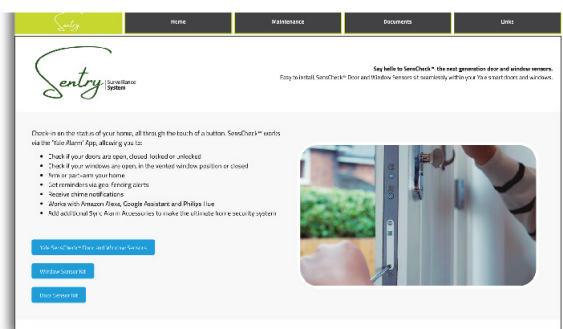 Sentry
Home
Maintenance
Documents
Links
Sentry Surveillance
System
Say hello to SensCheck™ the next generation door and window sensors.
Easy to install, SensCheck™ Door and Window Sensors sit seamlessly within your Yale smart doors and windows.
Check-in on the status of your home, all through the touch of a button. SensCheck™ works
via the 'Yale Alarm' App, allowing you to:
• Check if your doors are open, closed, locked or unlocked
• Check if your windows are open, in the vented window position or closed
• Arm or part-arm your home
• Get reminders via geo-fencing alerts
• Receive chime notifications
• Works with Amazon Alexa, Google Assistant and Philips Hue
• Add additional Sync Alarm Accessories to make the ultimate home security system
Yale SensCheck™ Door and Window Sensors
Window Sensor Kit
Door Sensor Kit